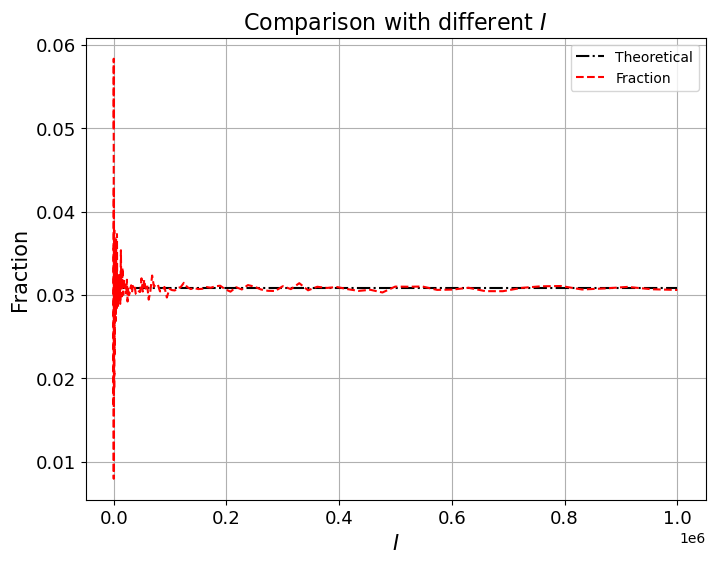 Comparison with different I
Theoretical
Fraction
0.06
0.05
0.04
0.03
0.02
0.01
Fraction
0.0 0.2 0.4 0.6 0.8 1.0
1e6
I